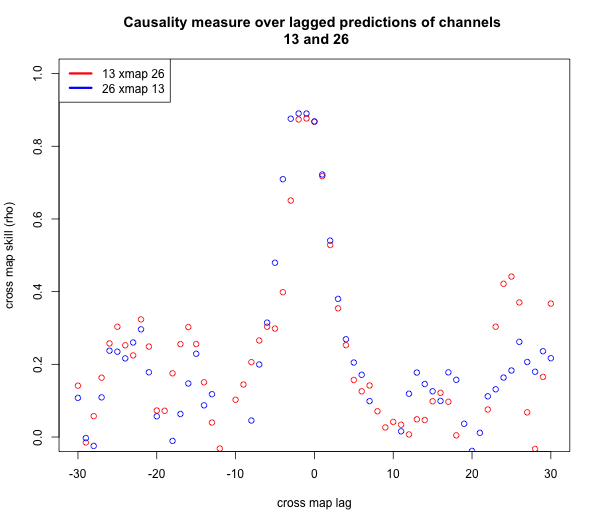 Causality measure over lagged predictions of channels
13 and 26
13 xmap 26
26 xmap 13
cross map skill (rho)
1.0
0.8
0.6
0.4
0.2
0.0
-30
-20
-10
0
10
20
30
cross map lag